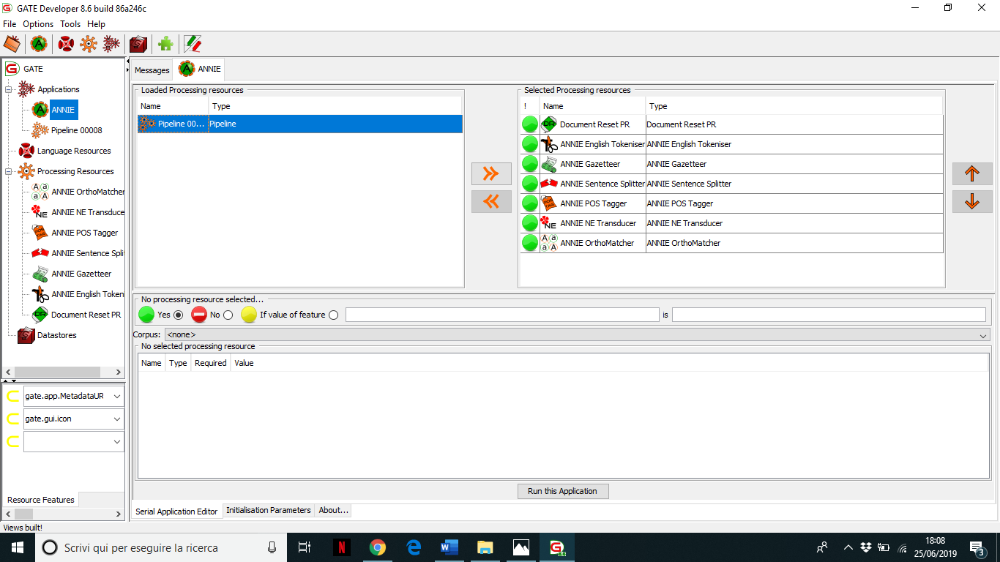 GATE Developer 8.6 build 86a246c
File Options Tools Help
GATE
Applications
ANNIE
Pipeline 00008
Language Resources
Processing Resources
ANNIE OrthoMatcher
ANNIE NE Transduce
ANNIE POS Tagger
ANNIE Sentence Spli
ANNIE Gazetteer
ANNIE English Token
Document Reset PR
Datastores
gate.app.MetadataUR
gate.gui.icon
Resource Features
Messages
ANNIE
Loaded Processing resources
Name Type
Pipeline 00... Pipeline
Selected Processing resources
! Name Type
Document Reset PR Document Reset PR
ANNIE English Tokeniser ANNIE English Tokeniser
ANNIE Gazetteer ANNIE Gazetteer
ANNIE Sentence Splitter ANNIE Sentence Splitter
ANNIE POS Tagger ANNIE POS Tagger
ANNIE NE Transducer ANNIE NE Transducer
ANNIE OrthoMatcher ANNIE OrthoMatcher
No processing resource selected...
Yes No If value of feature is
Corpus: <none>
No selected processing resource
Name Type Required Value
Run this Application
Serial Application Editor Initialisation Parameters About...
Views built!
Scrivi qui per eseguire la ricerca
18:08
25/06/2019
3